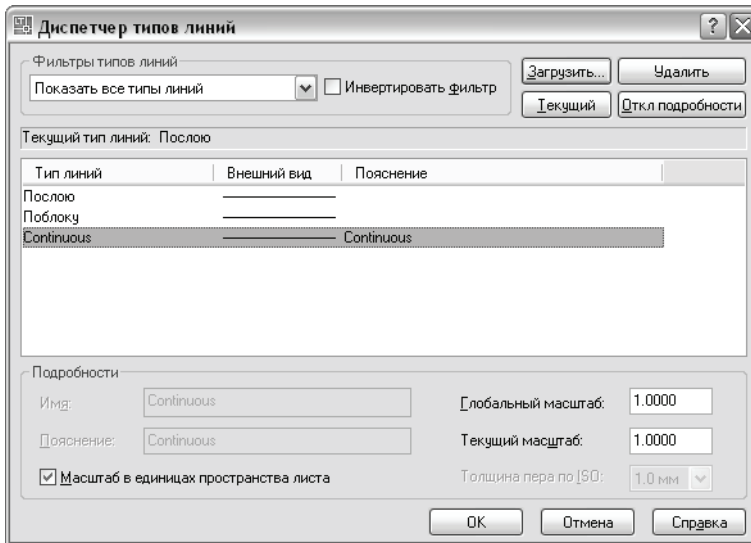 Диспетчер типов линий
Фильтры типов линий
Показать все типы линий
Инвертировать фильтр
Загрузить...
Удалить
Текущий
Откл подробности
Текущий тип линий: Послою
Тип линий Внешний вид Пояснение
Послою
Поблоку
Continuous Continuous
Подробности
Имя: Continuous
Глобальный масштаб: 1.0000
Пояснение: Continuous
Текущий масштаб: 1.0000
Масштаб в единицах пространства листа
Толщина пера по ISO: 1.0 мм
OK Отмена Справка